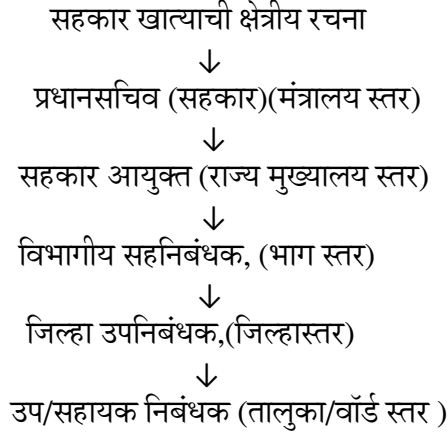 सहकार खात्याची क्षेत्रीय रचना
↓
प्रधानसचिव (सहकार)(मंत्रालय स्तर)
↓
सहकार आयुक्त (राज्य मुख्यालय स्तर)
↓
विभागीय सहनिबंधक, (भाग स्तर)
↓
जिल्हा उपनिबंधक,(जिल्हास्तर)
↓
उप/सहायक निबंधक (तालुका/वॉर्ड स्तर )